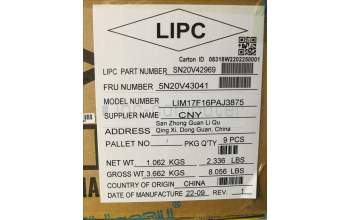 LIPC
Carton ID 08318W2202250001
LIPC PART NUMBER SN20V42969
FRU NUMBER 5N20V43041
MODEL NUMBER LIM17F16PAJ3875
SUPPLIER NAME CNY
San Zhong Guan Li Qu
ADDRESS Qing Xi, Dong Guan, China
PALLET NO PKG Q'TY 9 PCS
NET WT. 1.062 KGS 2.336 LBS
GROSS WT 3.662 KGS 8.056 LBS
COUNTRY OF ORIGIN CHINA
DATE OF MANUFACTURE 22-09 REV. 1